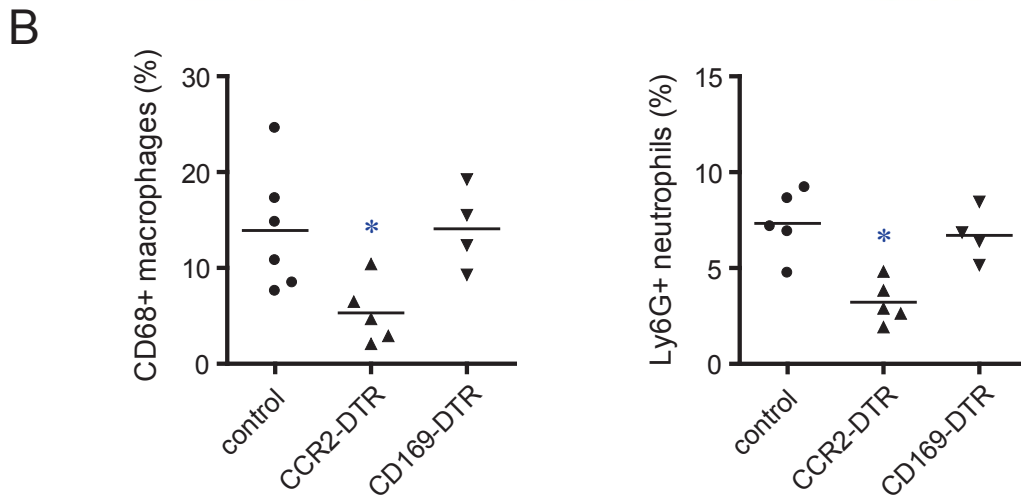 B
CD68+ macrophages (%)
30
20
10
0
*
control
CCR2-DTR
CD169-DTR
Ly6G+ neutrophils (%)
15
10
5
0
*
control
CCR2-DTR
CD169-DTR